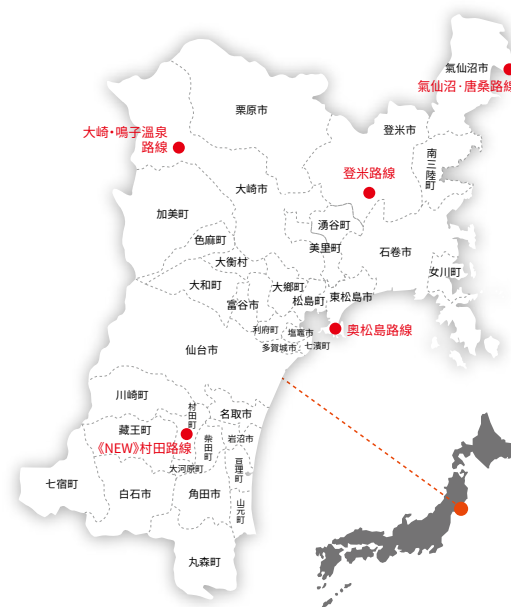 氣仙沼市
氣仙沼·唐桑路線
栗原市
登米市
大崎・鳴子溫泉
路線
南三陸町
登米路線
大崎市
加美町
涌谷町
色麻町
美里町
石卷市
大衡村
女川町
大和町
大鄉町
富谷市
松島町
東松島市
利府町
塩竈市
奧松島路線
多賀城市
七濱町
仙台市
川崎町
村田町
名取市
藏王町
柴田町
岩沼市
《NEW》村田路線
大河原町
亘理町
七宿町
白石市
角田市
山元町
丸森町